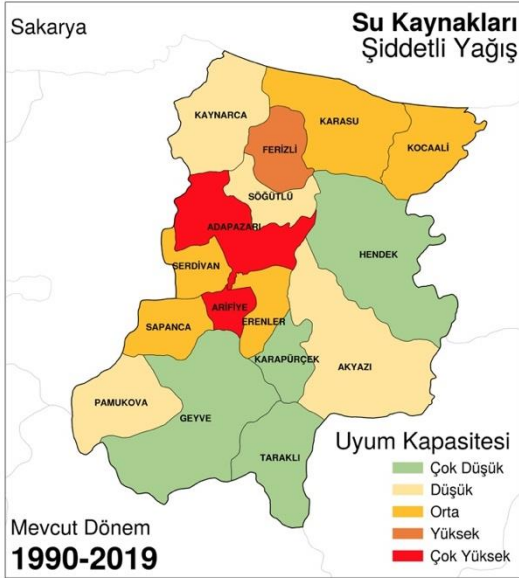 Sakarya
Su Kaynakları
Şiddetli Yağış
KAYNARCA
KARASU
KOCAALİ
FERİZLİ
SÖĞÜTLÜ
ADAPAZARI
HENDEK
SERDİVAN
ARİFİYE
SAPANCA
ERENLER
KARAPÜRÇEK
AKYAZI
PAMUKOVA
GEYVE
TARAKLI
Uyum Kapasitesi
Çok Düşük
Düşük
Orta
Yüksek
Çok Yüksek
Mevcut Dönem
1990-2019